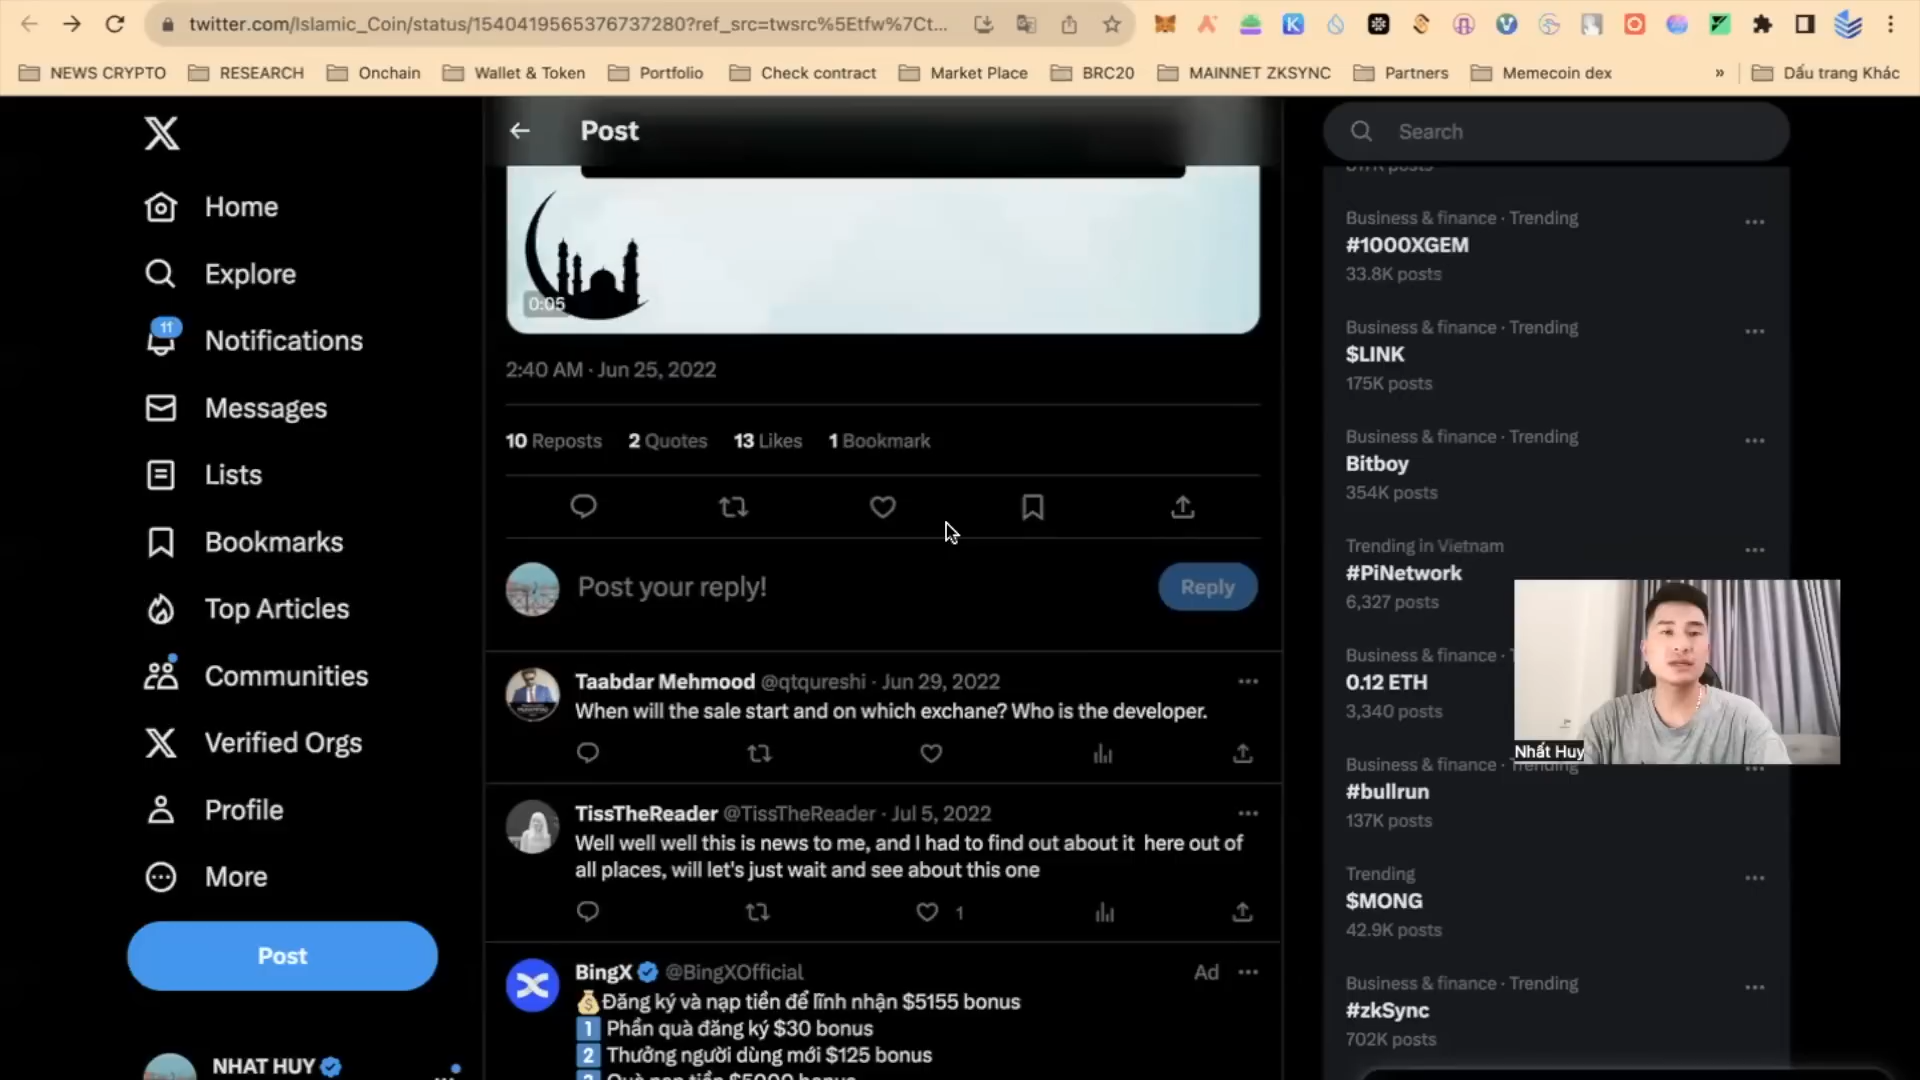 twitter.com/Islamic_Coin/status/1540419565376737280?ref_src=twsrc%5Etfw%7Ct...
NEWS CRYPTO
RESEARCH
Onchain
Wallet & Token
Portfolio
Check contract
Market Place
BRC20
MAINNET ZKSYNC
Partners
Memecoin dex
»
Dấu trang Khác
Home
Explore
11
Notifications
Messages
Lists
Bookmarks
Top Articles
Communities
Verified Orgs
Profile
More
Post
NHAT HUY
Post
0:05
2:40 AM · Jun 25, 2022
10 Reposts 2 Quotes 13 Likes 1 Bookmark
Post your reply!
Reply
Taabdar Mehmood @qtqureshi · Jun 29, 2022
When will the sale start and on which exchane? Who is the developer.
TissTheReader @TissTheReader · Jul 5, 2022
Well well well this is news to me, and I had to find out about it here out of
all places, will let's just wait and see about this one
1
BingX @BingXOfficial
Ad
Đăng ký và nạp tiền để lĩnh nhận $5155 bonus
1 Phần quà đăng ký $30 bonus
2 Thưởng người dùng mới $125 bonus
Search
Business & finance · Trending
#1000XGEM
33.8K posts
Business & finance · Trending
$LINK
175K posts
Business & finance · Trending
Bitboy
354K posts
Trending in Vietnam
#PiNetwork
6,327 posts
Business & finance ·
0.12 ETH
3,340 posts
Nhất Huy
Business & finance · Trending
#bullrun
137K posts
Trending
$MONG
42.9K posts
Business & finance · Trending
#zkSync
702K posts